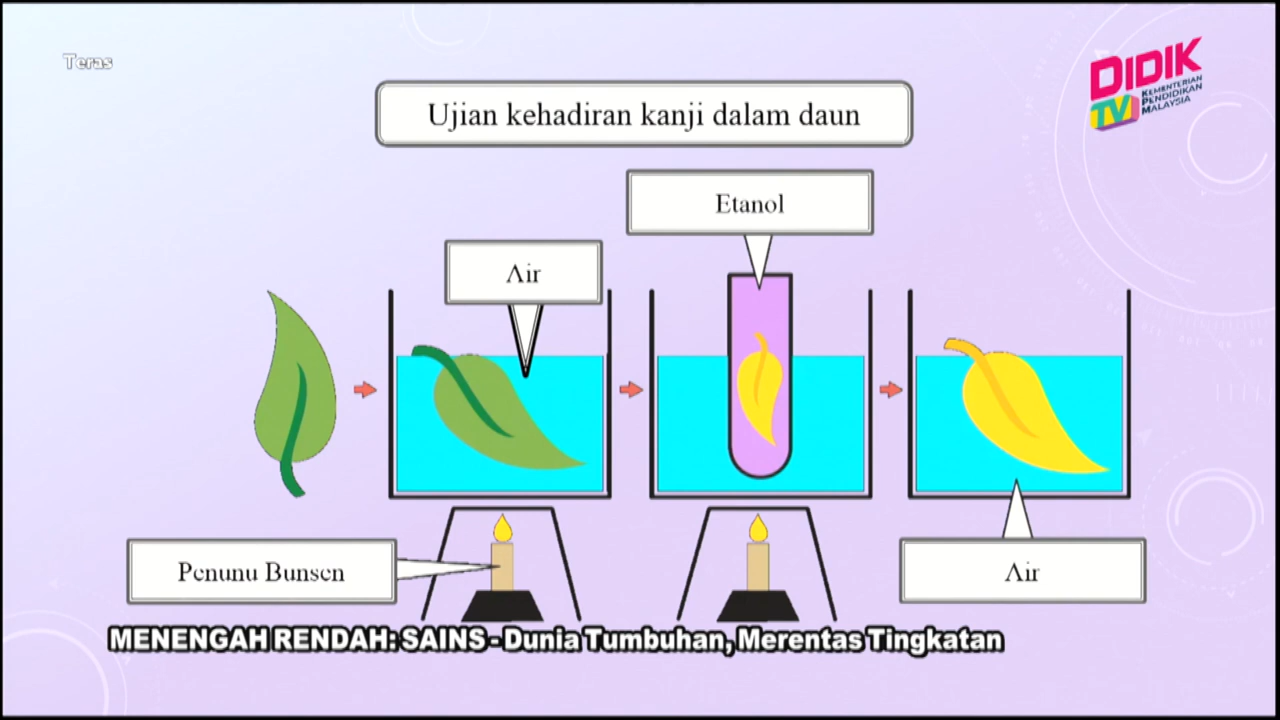 Teras
DIDIK
TV
KEMENTERIAN
PENDIDIKAN
MALAYSIA
Ujian kehadiran kanji dalam daun
Etanol
Air
Penunu Bunsen
Air
MENENGAH RENDAH: SAINS - Dunia Tumbuhan, Merentas Tingkatan